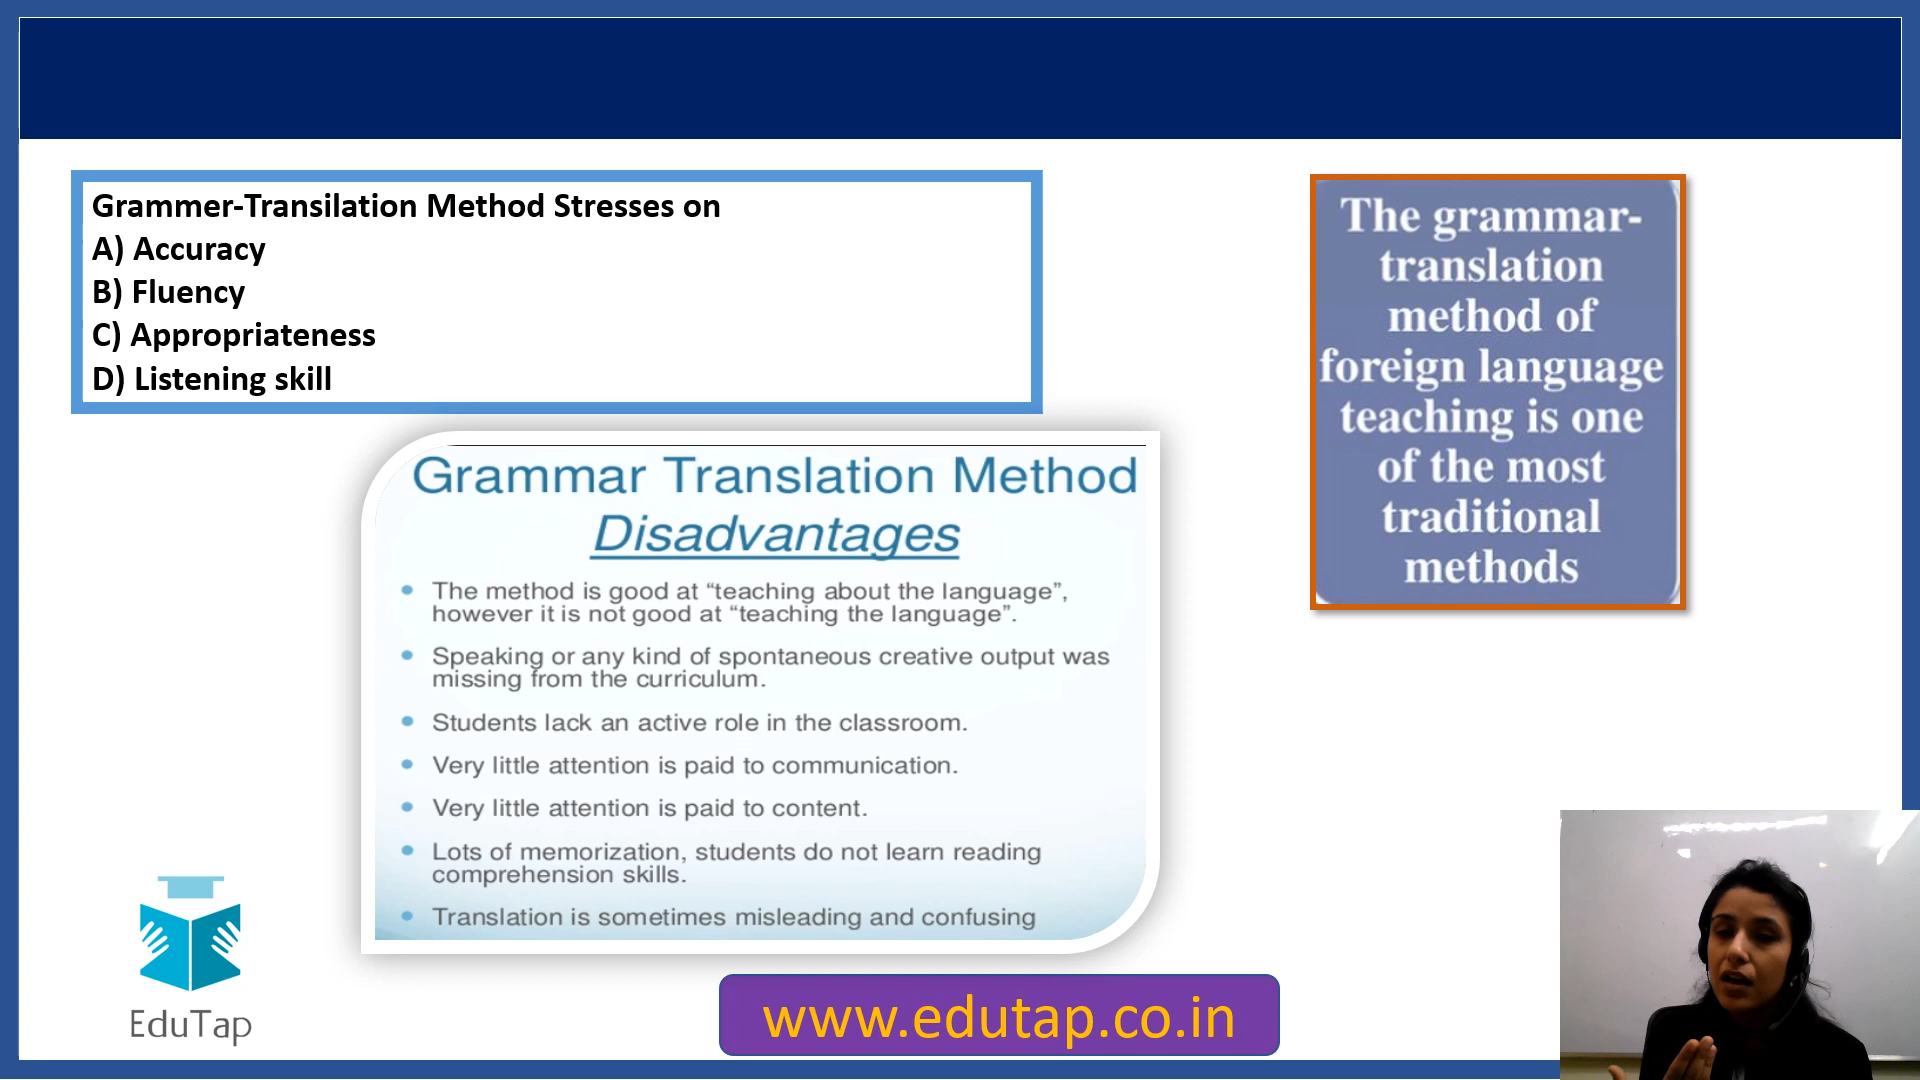 Grammer-Transilation Method Stresses on
A) Accuracy
B) Fluency
C) Appropriateness
D) Listening skill
The grammar-
translation
method of
foreign language
teaching is one
of the most
traditional
methods
Grammar Translation Method
Disadvantages
• The method is good at “teaching about the language”,
however it is not good at “teaching the language”.
• Speaking or any kind of spontaneous creative output was
missing from the curriculum.
• Students lack an active role in the classroom.
• Very little attention is paid to communication.
• Very little attention is paid to content.
• Lots of memorization, students do not learn reading
comprehension skills.
• Translation is sometimes misleading and confusing
EduTap
www.edutap.co.in